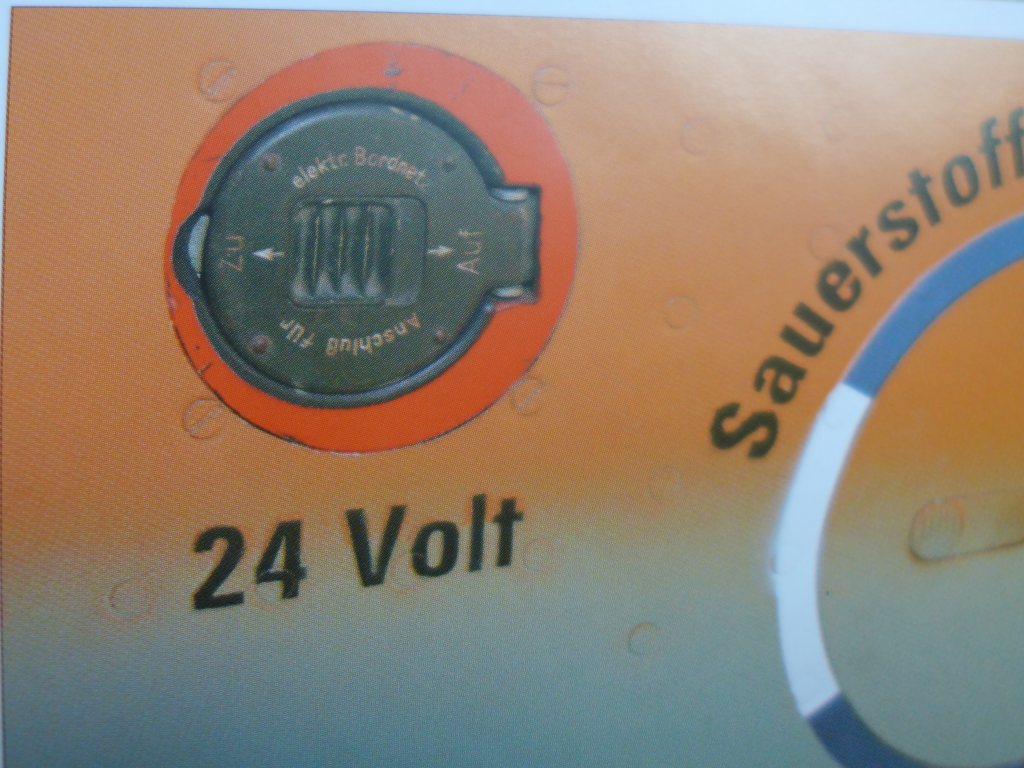 elektr. Bordnetz
Zu
Auf
Anschluß für
24 Volt
Sauerstoff